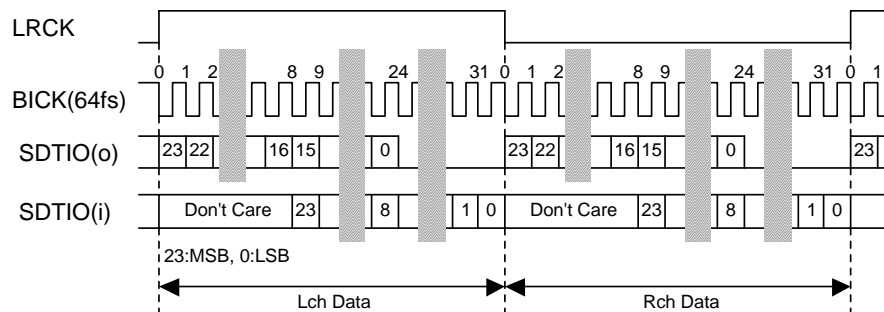 LRCK
0 1 2 8 9 24 31 0 1 2 8 9 24 31 0 1
BICK(64fs)
SDTIO(o) 23 22 16 15 0 23 22 16 15 0 23
SDTIO(i) Don't Care 23 8 1 0 Don't Care 23 8 1 0
23:MSB, 0:LSB
Lch Data Rch Data